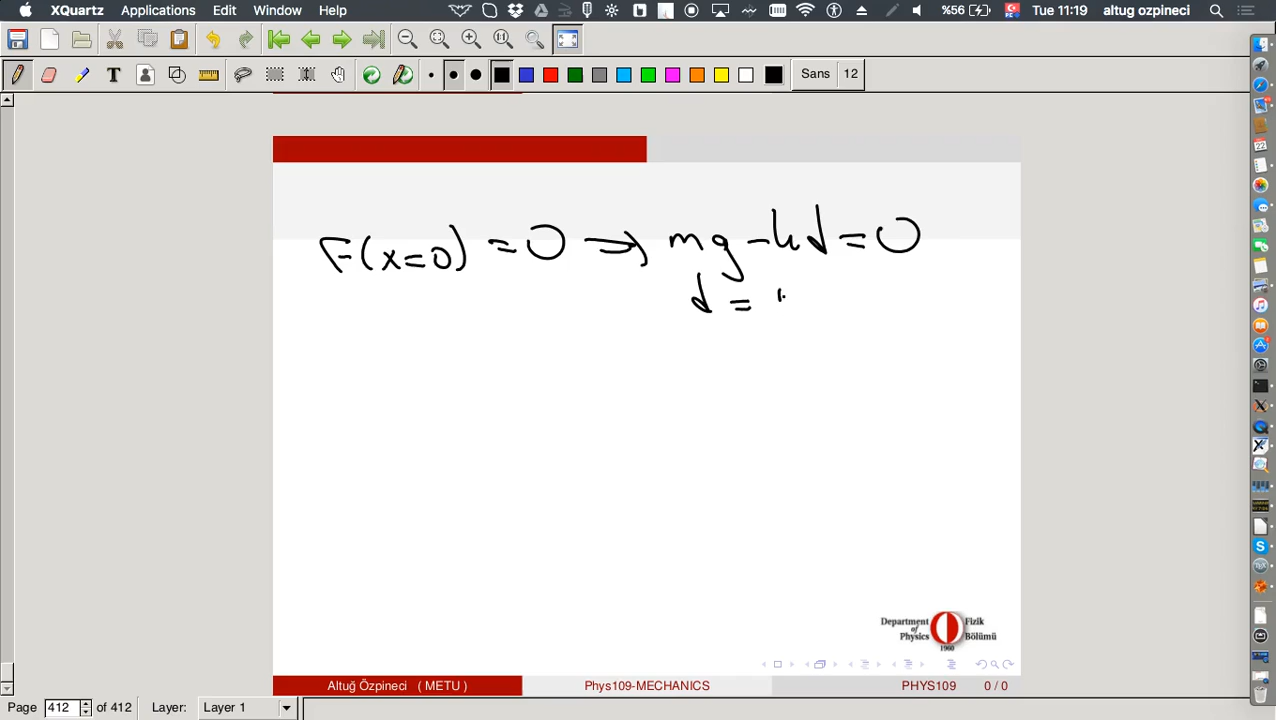 XQuartz Applications Edit Window Help %56 Tue 11:19 altug ozpineci
T Sans 12
F(x=0) = 0 → mg - kd = 0
d =
Department of Physics Fizik Bölümü
1960
Altuğ Özpineci ( METU ) Phys109-MECHANICS PHYS109 0 / 0
Page 412 of 412 Layer: Layer 1